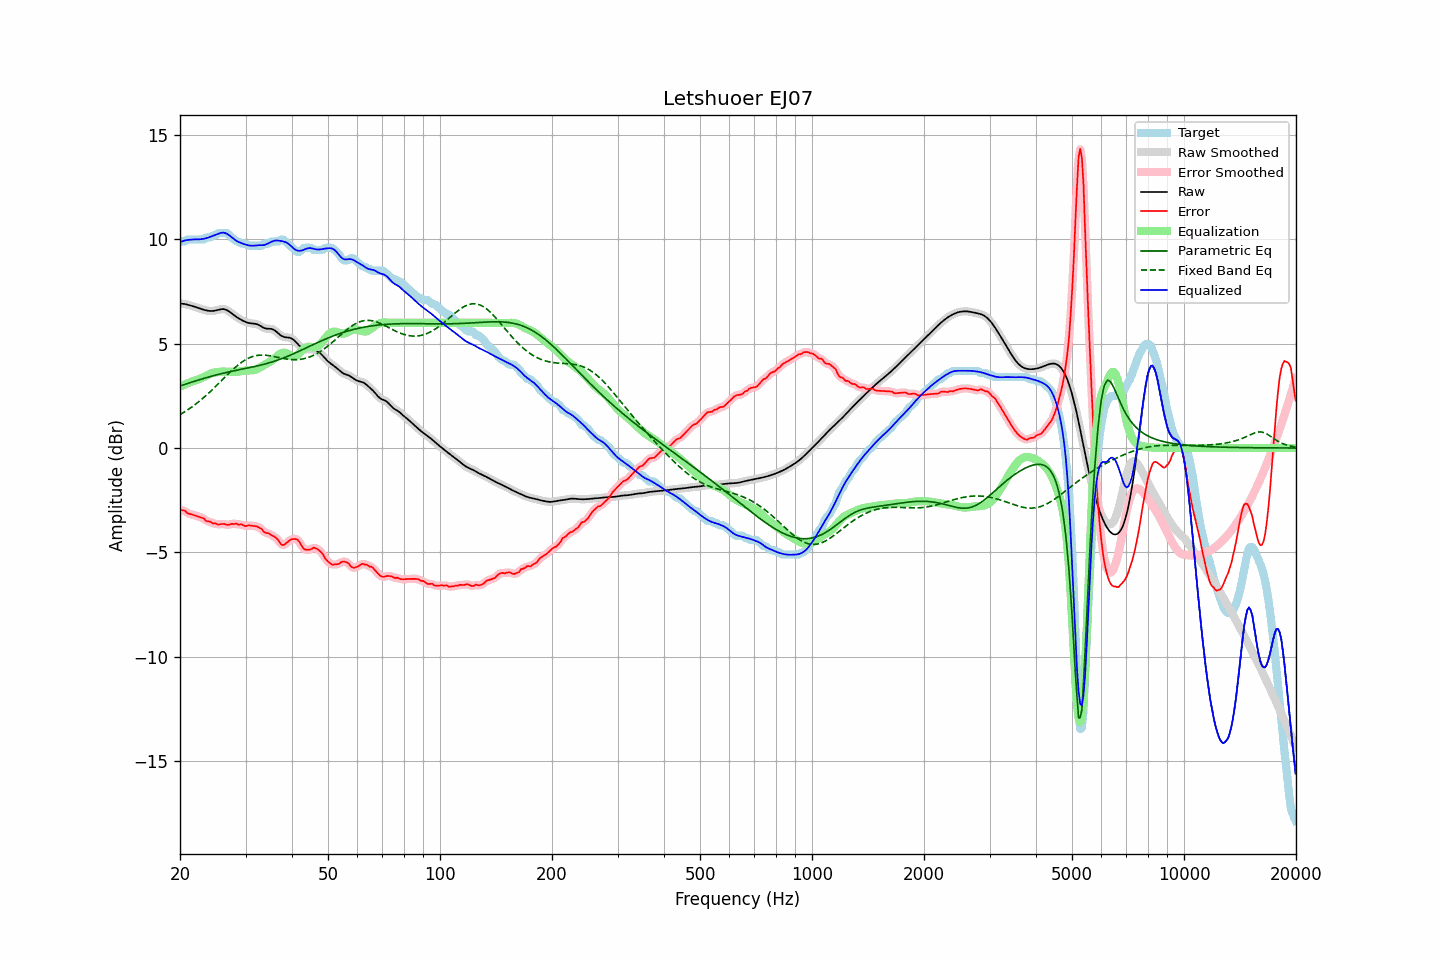 Letshuoer EJ07
Amplitude (dBr)
15
10
5
0
−5
−10
−15
Target
Raw Smoothed
Error Smoothed
Raw
Error
Equalization
Parametric Eq
Fixed Band Eq
Equalized
20
50
100
200
500
1000
2000
5000
10000
20000
Frequency (Hz)